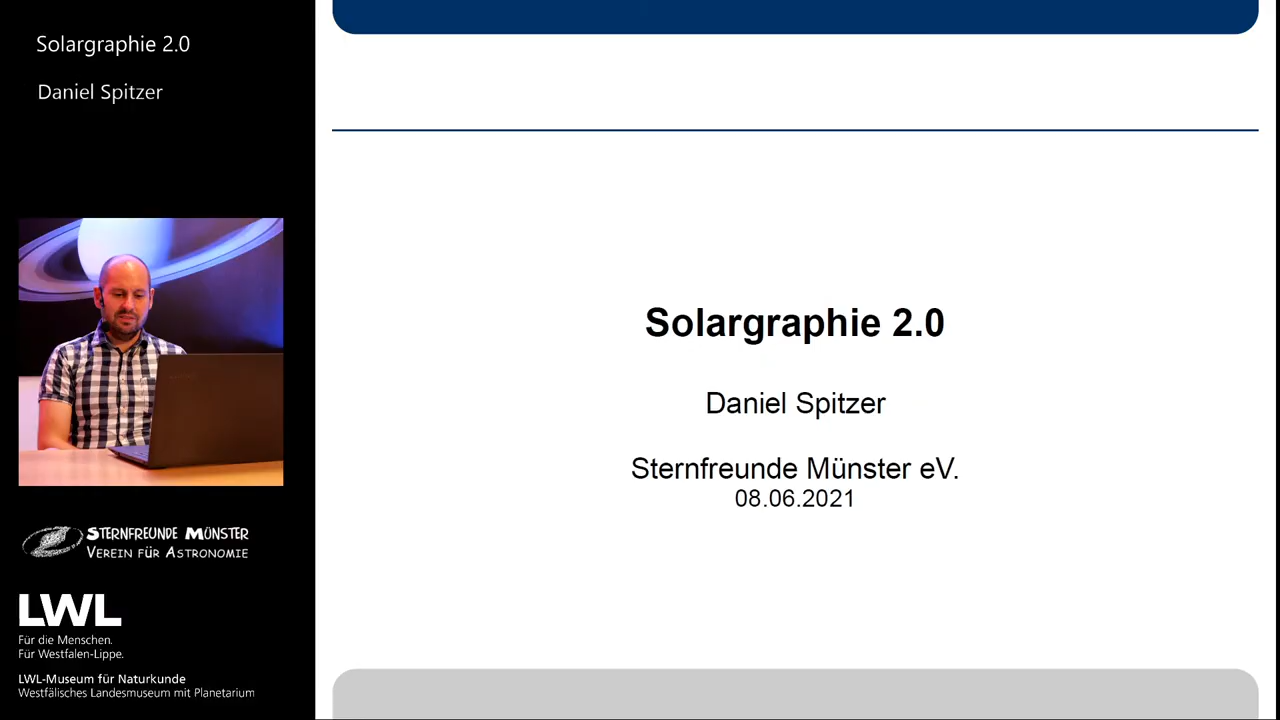 Solargraphie 2.0
Daniel Spitzer
STERNFREUNDE MÜNSTER
VEREIN FÜR ASTRONOMIE
LWL
Für die Menschen.
Für Westfalen-Lippe.
LWL-Museum für Naturkunde
Westfälisches Landesmuseum mit Planetarium
Solargraphie 2.0
Daniel Spitzer
Sternfreunde Münster eV.
08.06.2021